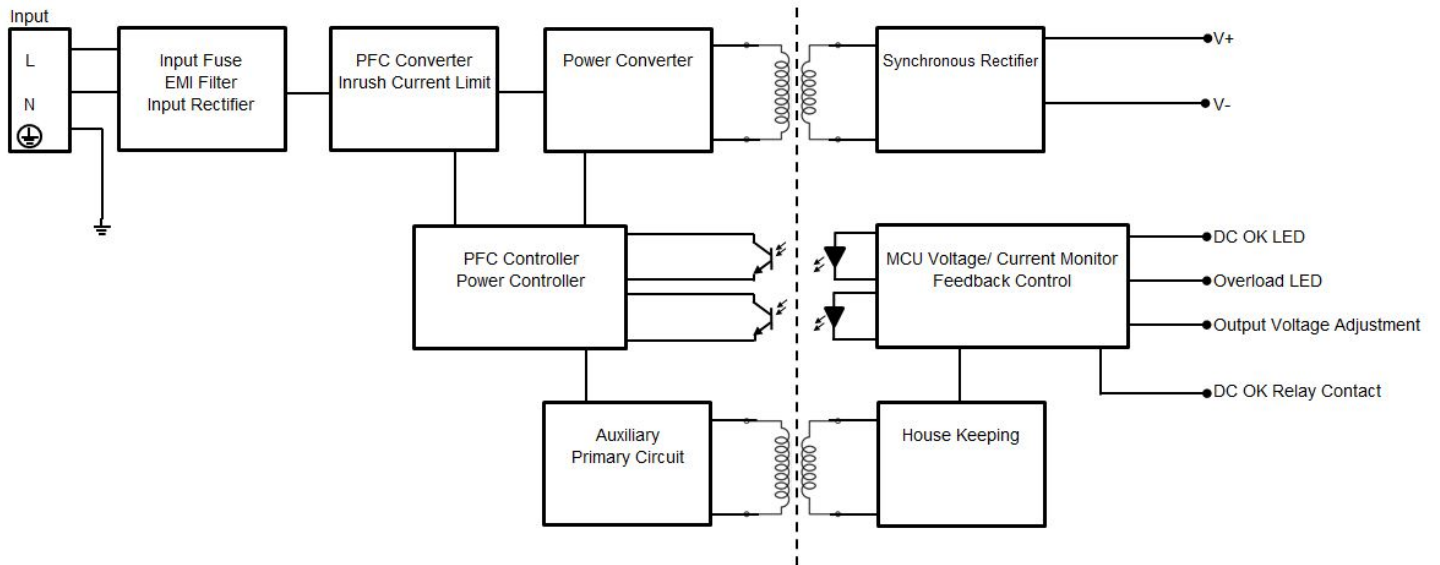 Input
L
N
Input Fuse
EMI Filter
Input Rectifier
PFC Converter
Inrush Current Limit
Power Converter
Synchronous Rectifier
V+
V-
PFC Controller
Power Controller
MCU Voltage/ Current Monitor
Feedback Control
DC OK LED
Overload LED
Output Voltage Adjustment
DC OK Relay Contact
Auxiliary
Primary Circuit
House Keeping